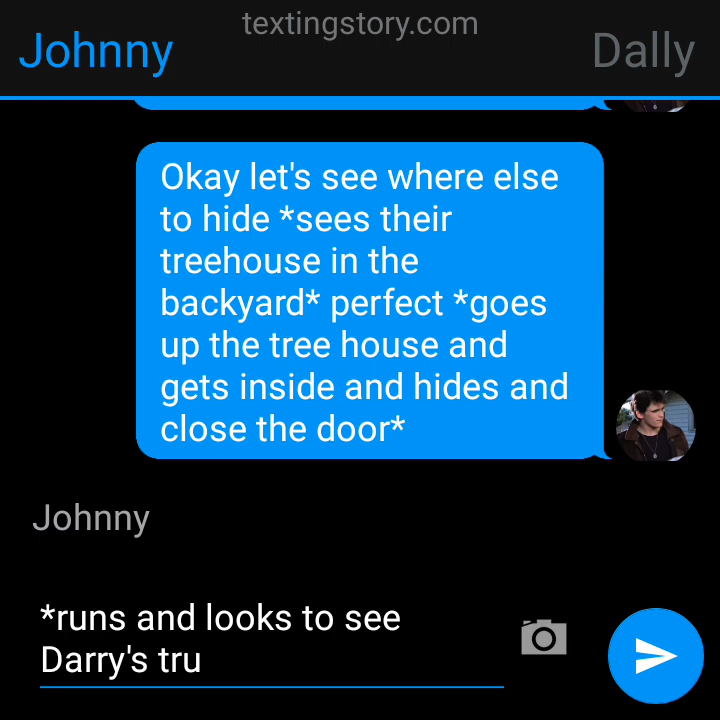 textingstory.com
Johnny
Dally
Okay let's see where else
to hide *sees their
treehouse in the
backyard* perfect *goes
up the tree house and
gets inside and hides and
close the door*
Johnny
*runs and looks to see
Darry's tru